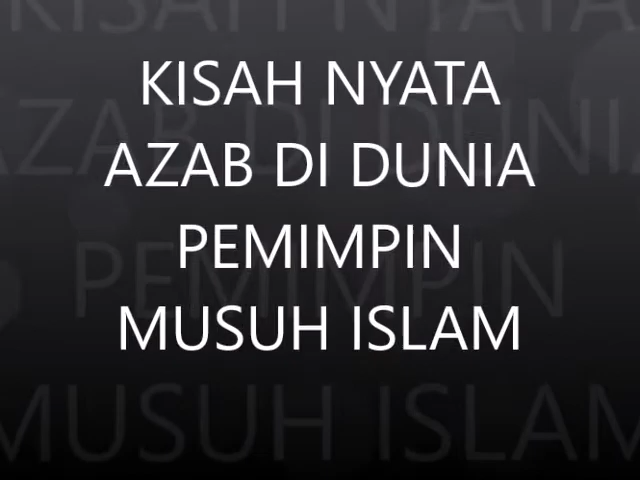 KISAH NYATA
AZAB DI DUNIA
PEMIMPIN
MUSUH ISLAM